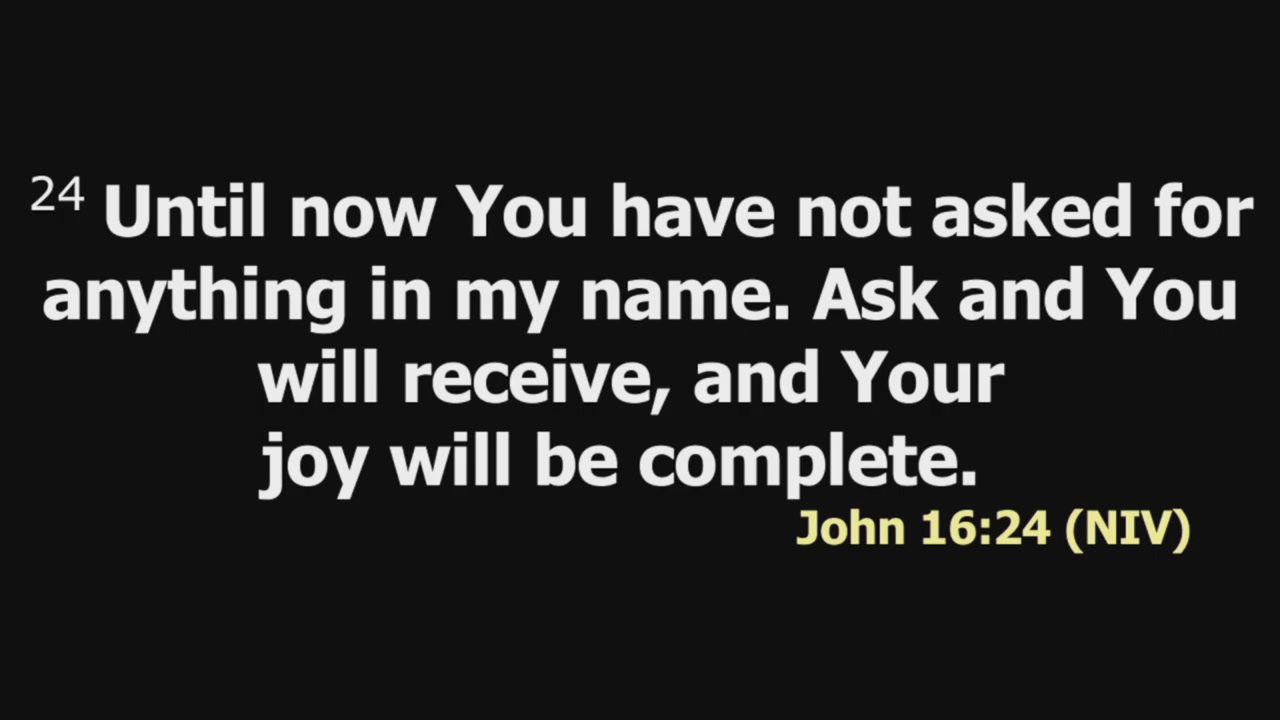 24 Until now You have not asked for
anything in my name. Ask and You
will receive, and Your
joy will be complete.
John 16:24 (NIV)